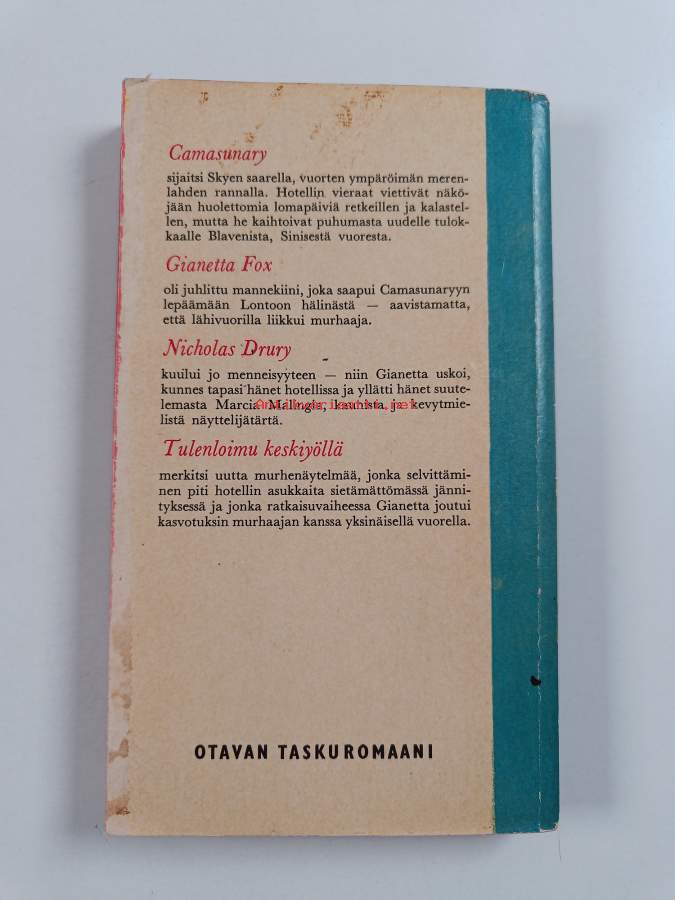 Camasunary
sijaitsi Skyen saarella, vuorten ympäröimän meren-
lahden rannalla. Hotellin vieraat viettivät näkö-
jään huolettomia lomapäiviä retkeillen ja kalastel-
len, mutta he kaihtoivat puhumasta uudelle tulok-
kaalle Blavenista, Sinisestä vuoresta.
Gianetta Fox
oli juhlittu mannekiini, joka saapui Camasunaryyn
lepäämään Lontoon hälinästä — aavistamatta,
että lähivuorilla liikkui murhaaja.
Nicholas Drury
kuului jo menneisyyteen — niin Gianetta uskoi,
kunnes tapasi hänet hotellissa ja yllätti hänet suute-
lemasta Marcia Malingia, kaunista ja kevytmie-
listä näyttelijätärtä.
Antikvariaatti.net
Tulenloimu keskiyöllä
merkitsi uutta murhenäytelmää, jonka selvittämi-
nen piti hotellin asukkaita sietämättömässä jänni-
tyksessä ja jonka ratkaisuvaiheessa Gianetta joutui
kasvotuksin murhaajan kanssa yksinäisellä vuorella.
OTAVAN TASKUROMAANI